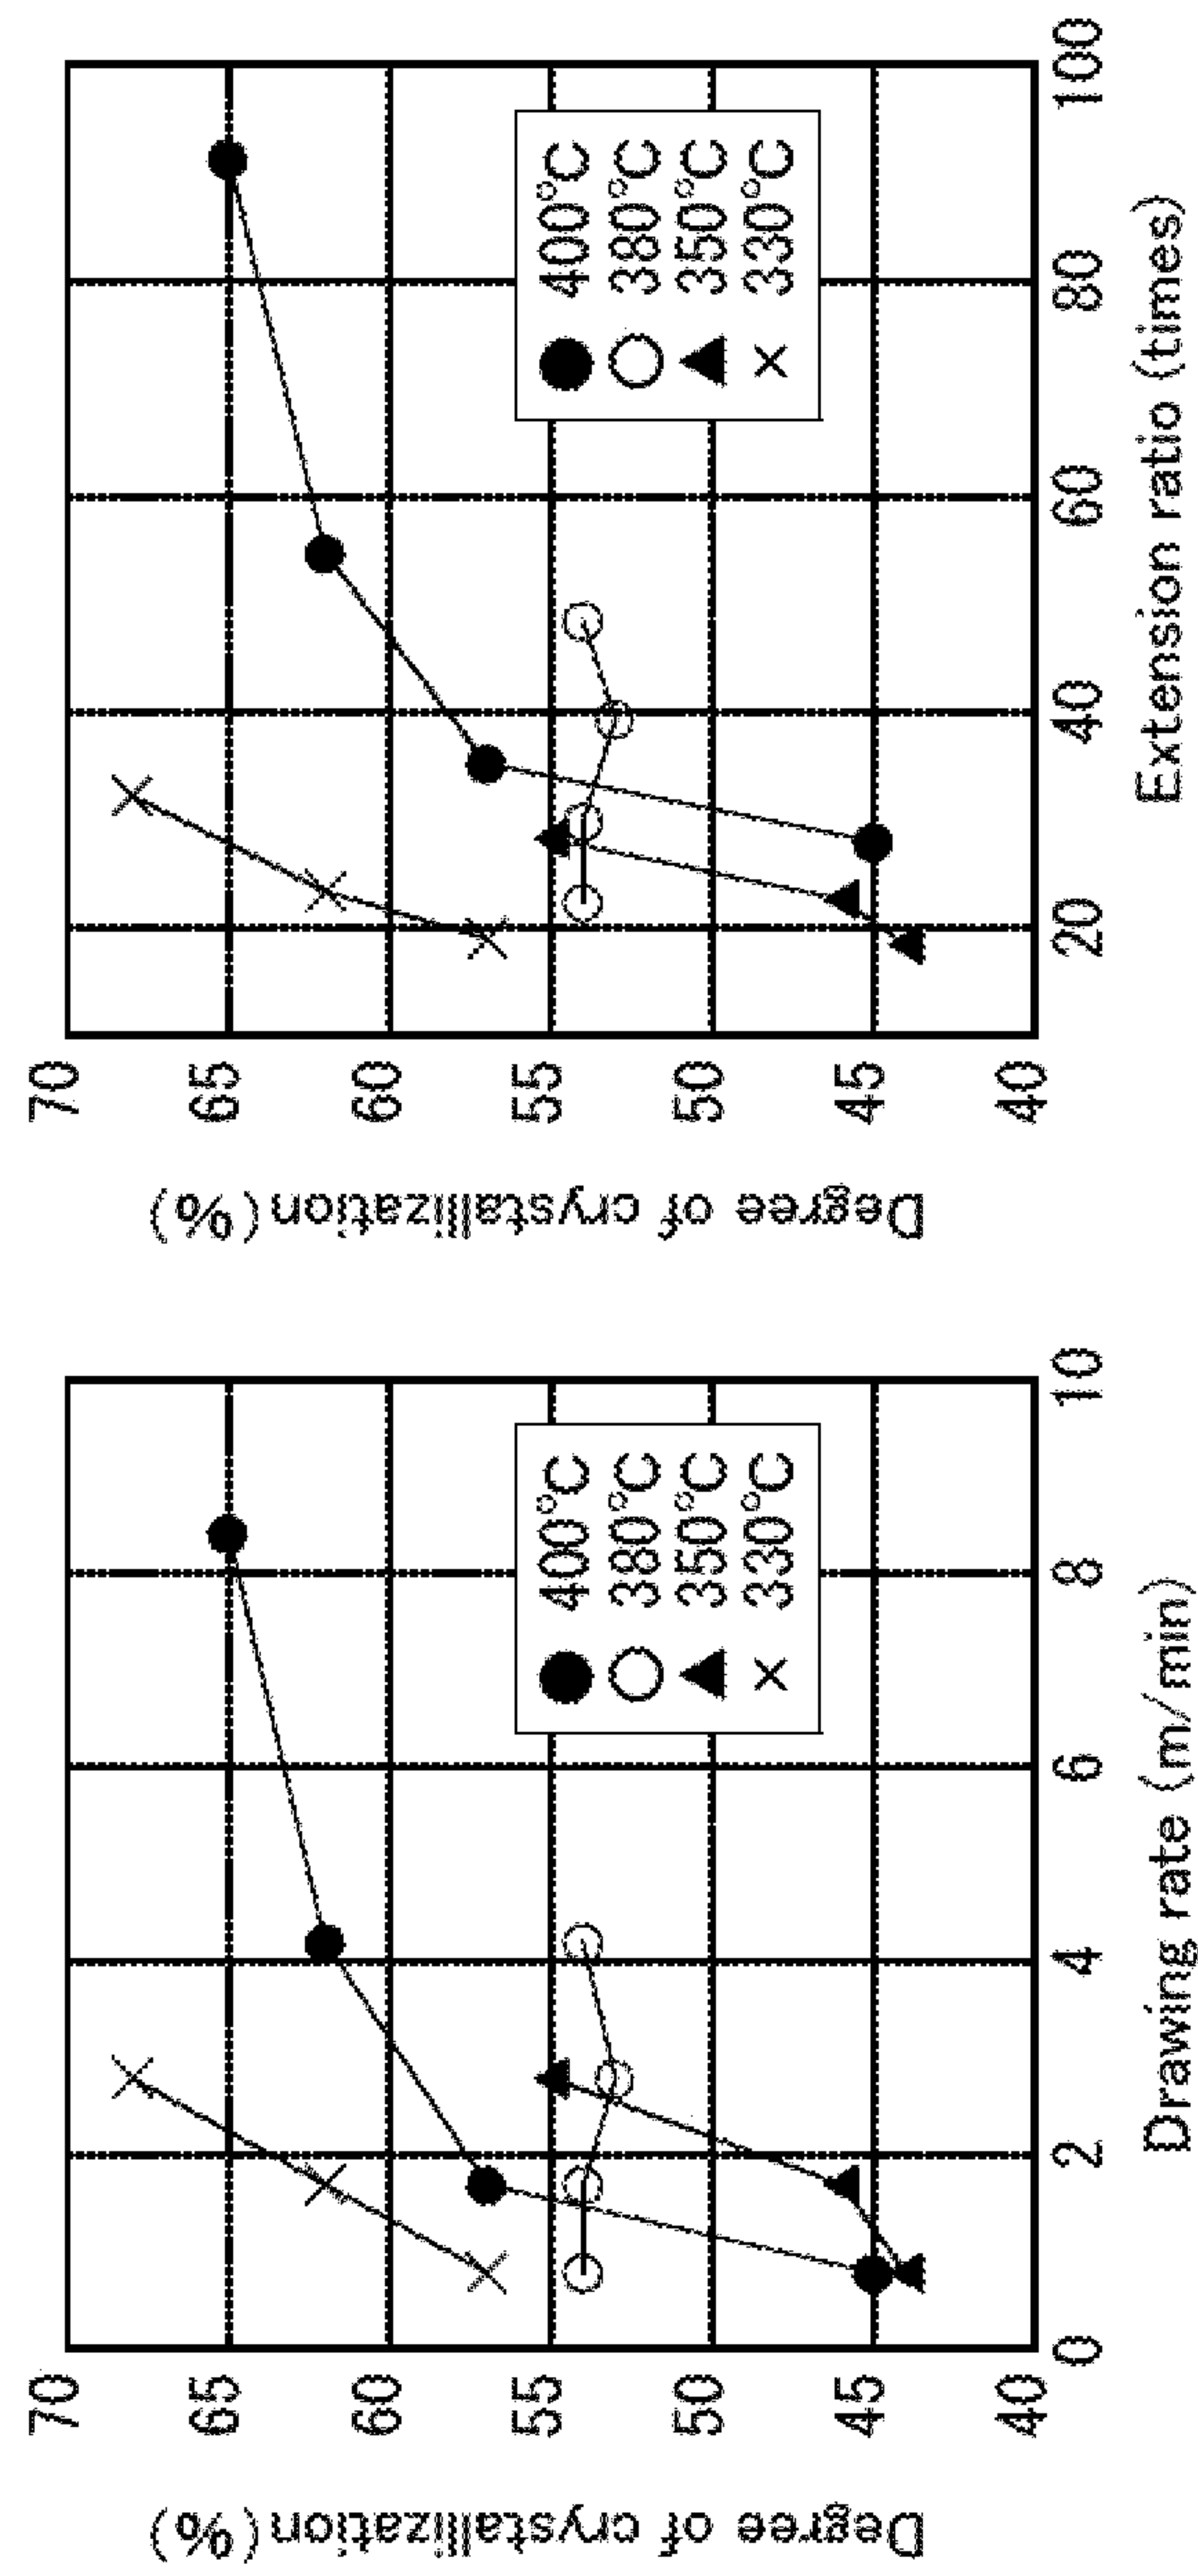 Degree of crystallization(%)
70
65
60
55
50
45
40
0
2
4
6
8
10
Drawing rate (m/min)
400°C
380°C
350°C
330°C
Degree of crystallization(%)
70
65
60
55
50
45
40
20
40
60
80
100
Extension ratio (times)
400°C
380°C
350°C
330°C